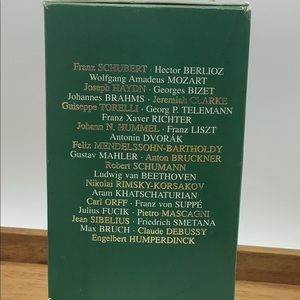 Franz SCHUBERT · Hector BERLIOZ
Wolfgang Amadeus MOZART
Joseph HAYDN · Georges BIZET
Johannes BRAHMS · Jeremiah CLARKE
Guiseppe TORELLI · Georg P. TELEMANN
Franz Xaver RICHTER
Johann N. HUMMEL · Franz LISZT
Antonín DVOŘÁK
Felix MENDELSSOHN-BARTHOLDY
Gustav MAHLER · Anton BRUCKNER
Robert SCHUMANN
Ludwig van BEETHOVEN
Nikolai RIMSKY-KORSAKOV
Aram KHATSCHATURIAN
Carl ORFF · Franz von SUPPÉ
Julius FUCIK · Pietro MASCAGNI
Jean SIBELIUS · Friedrich SMETANA
Max BRUCH · Claude DEBUSSY
Engelbert HUMPERDINCK